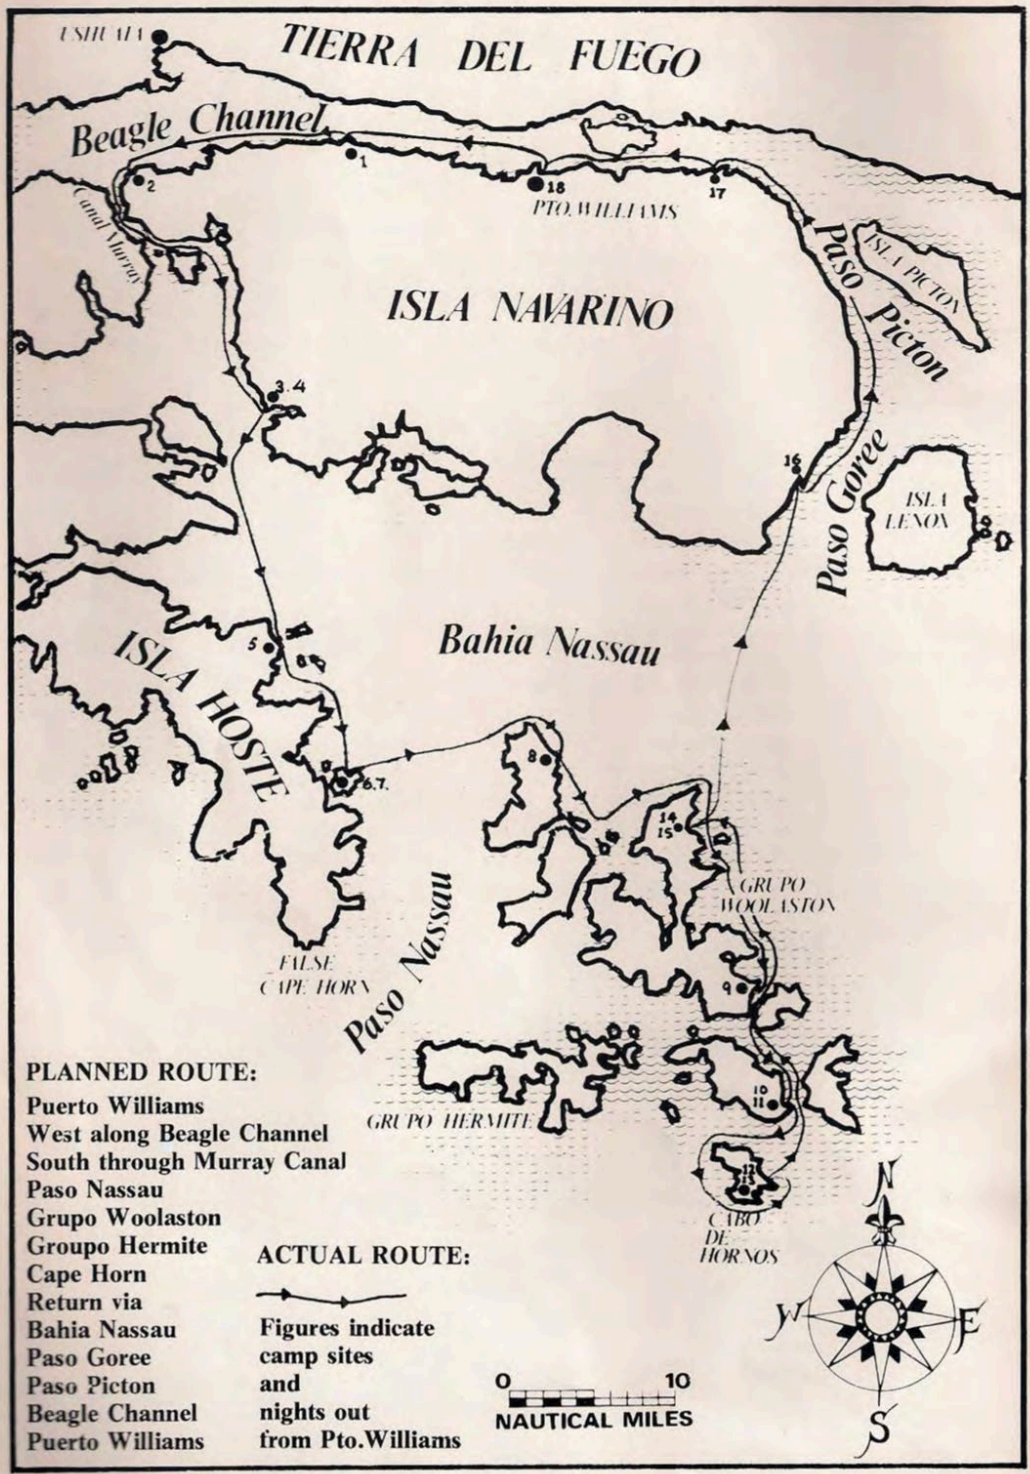 USHUAIA
TIERRA DEL FUEGO
Beagle Channel
1
2
18
17
PTO. WILLIAMS
Canal Murray
Paso Picton
ISLA PICTON
ISLA NAVARINO
3.4
16
Paso Goree
ISLA
LENOX
Bahia Nassau
5
ISLA HOSTE
6.7.
8
14
15
GRUPO
WOOLASTON
Paso Nassau
FALSE
CAPE HORN
9
10
11
GRUPO HERMITE
12
13
CABO
DE
HORNOS
PLANNED ROUTE:
Puerto Williams
West along Beagle Channel
South through Murray Canal
Paso Nassau
Grupo Woolaston
Groupo Hermite
Cape Horn
Return via
Bahia Nassau
Paso Goree
Paso Picton
Beagle Channel
Puerto Williams
ACTUAL ROUTE:
Figures indicate
camp sites
and
nights out
from Pto.Williams
0 10
NAUTICAL MILES
N
W E
S